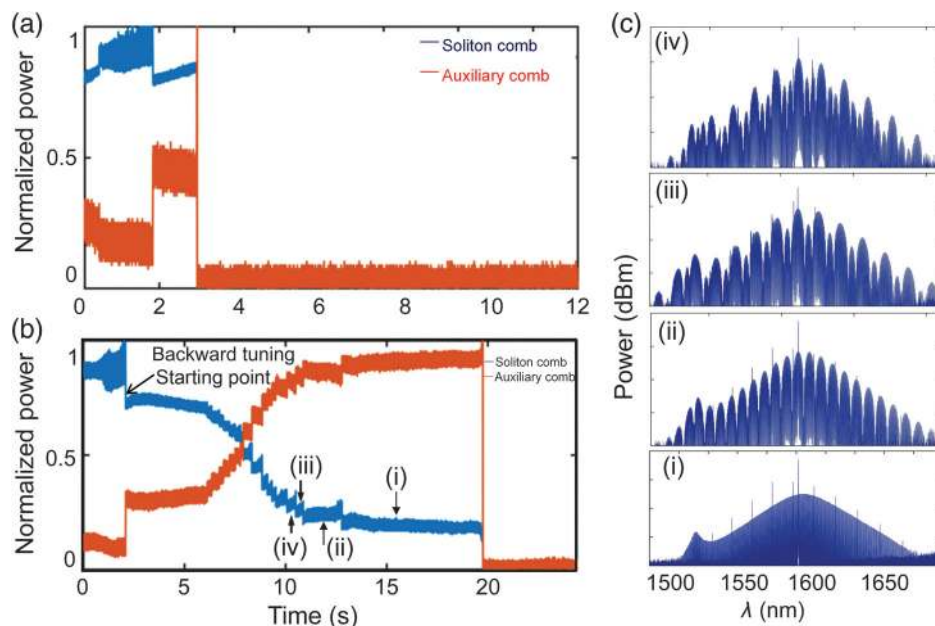 (a)
1
0.5
0
Normalized power
Soliton comb
Auxiliary comb
0 2 4 6 8 10 12
(b)
1
0.5
0
Normalized power
Backward tuning
Starting point
Soliton comb
Auxiliary comb
(iii)
(i)
(iv)
(ii)
0 5 10 15 20
Time (s)
(c)
(iv)
(iii)
(ii)
(i)
Power (dBm)
1500 1550 1600 1650
λ (nm)